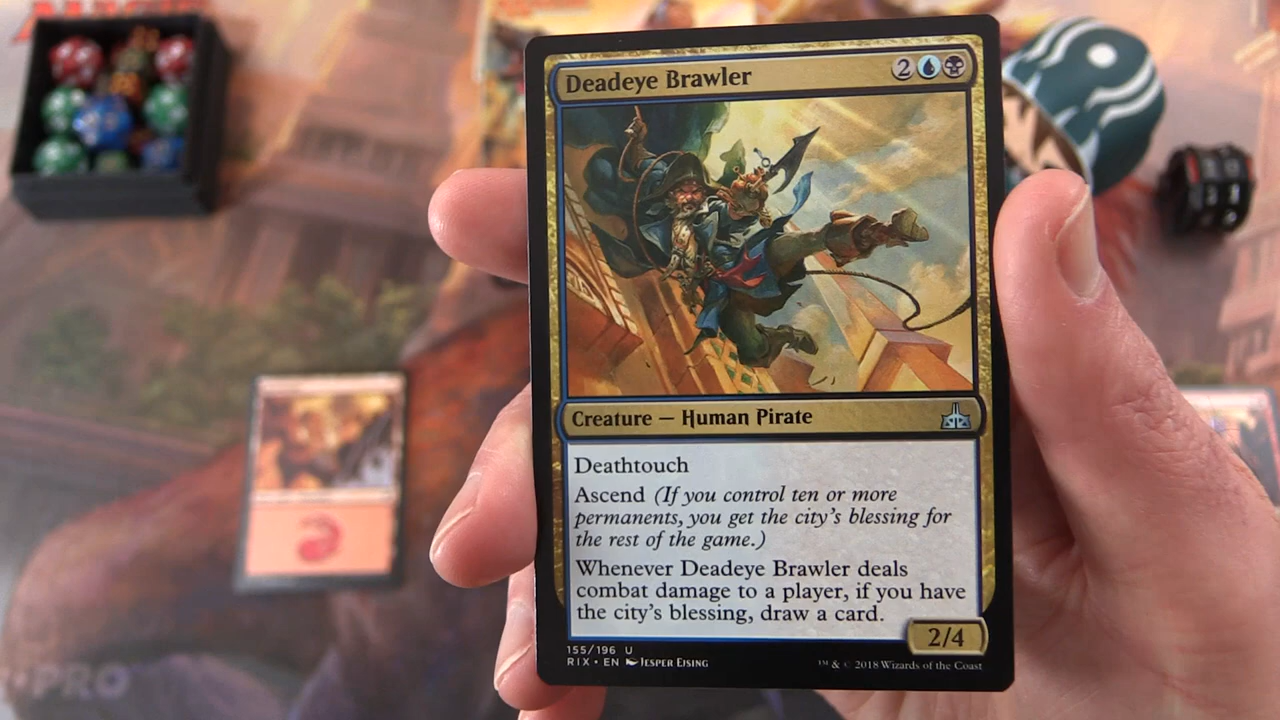 Deadeye Brawler 2
Creature — Human Pirate
Deathtouch
Ascend (If you control ten or more
permanents, you get the city's blessing for
the rest of the game.)
Whenever Deadeye Brawler deals
combat damage to a player, if you have
the city's blessing, draw a card.
2/4
155/196 U
RIX • EN Jesper Ejsing
™ & © 2018 Wizards of the Coast
PRO